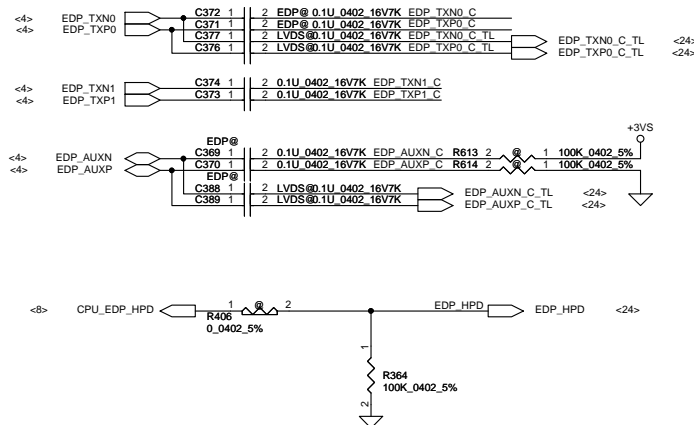 <4> EDP_TXN0 C372 1 2 EDP@ 0.1U_0402_16V7K EDP_TXN0_C
<4> EDP_TXP0 C371 1 2 EDP@ 0.1U_0402_16V7K EDP_TXP0_C
C377 1 2 LVDS@0.1U_0402_16V7K EDP_TXN0_C_TL EDP_TXN0_C_TL <24>
C376 1 2 LVDS@0.1U_0402_16V7K EDP_TXP0_C_TL EDP_TXP0_C_TL <24>
<4> EDP_TXN1 C374 1 2 0.1U_0402_16V7K EDP_TXN1_C
<4> EDP_TXP1 C373 1 2 0.1U_0402_16V7K EDP_TXP1_C
+3VS
EDP@
<4> EDP_AUXN C369 1 2 0.1U_0402_16V7K EDP_AUXN_C R613 2 @ 1 100K_0402_5%
<4> EDP_AUXP C370 1 2 0.1U_0402_16V7K EDP_AUXP_C R614 2 @ 1 100K_0402_5%
EDP@
C388 1 2 LVDS@0.1U_0402_16V7K EDP_AUXN_C_TL <24>
C389 1 2 LVDS@0.1U_0402_16V7K EDP_AUXP_C_TL <24>
<8> CPU_EDP_HPD 1 @ 2 EDP_HPD EDP_HPD <24>
R406
0_0402_5%
1
R364
100K_0402_5%
2